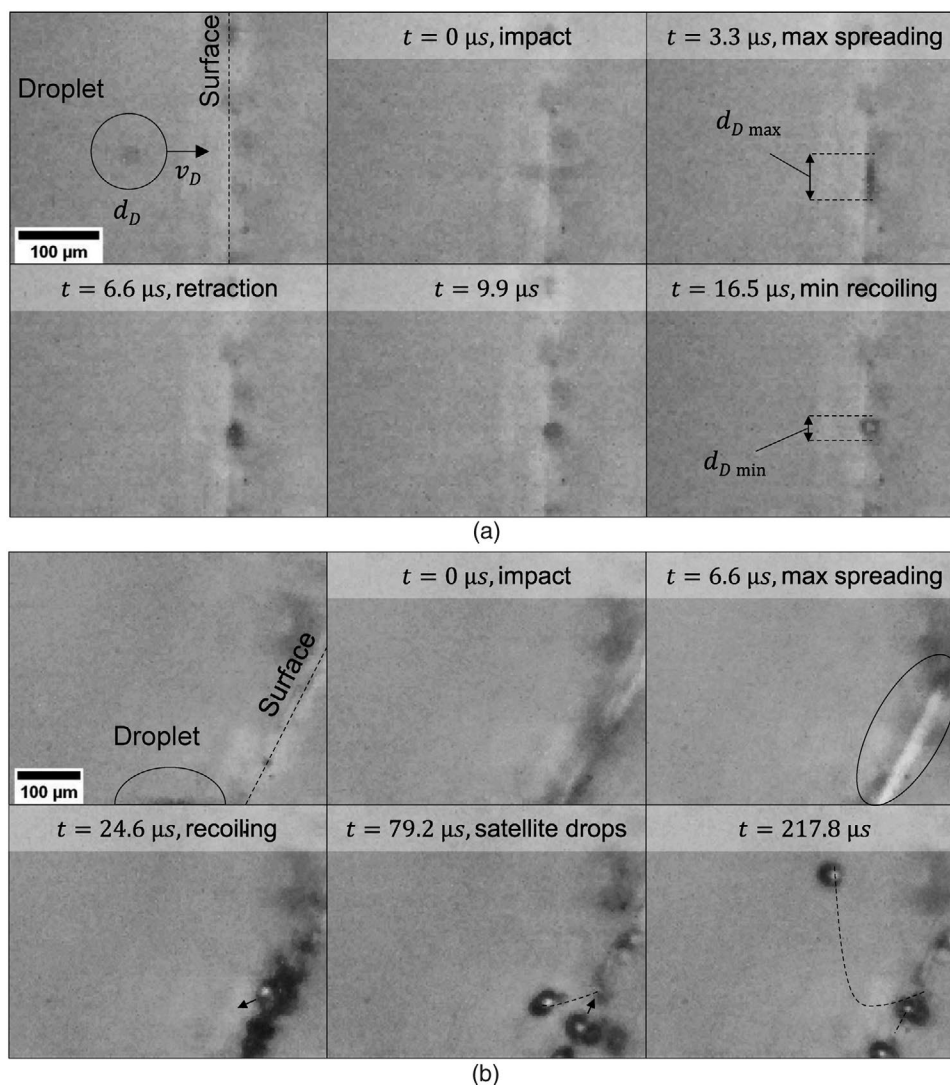 Droplet
Surface
v_D
d_D
100 µm
t = 0 µs, impact
t = 3.3 µs, max spreading
d_D max
t = 6.6 µs, retraction
t = 9.9 µs
t = 16.5 µs, min recoiling
d_D min
(a)
Droplet
Surface
100 µm
t = 0 µs, impact
t = 6.6 µs, max spreading
t = 24.6 µs, recoiling
t = 79.2 µs, satellite drops
t = 217.8 µs
(b)